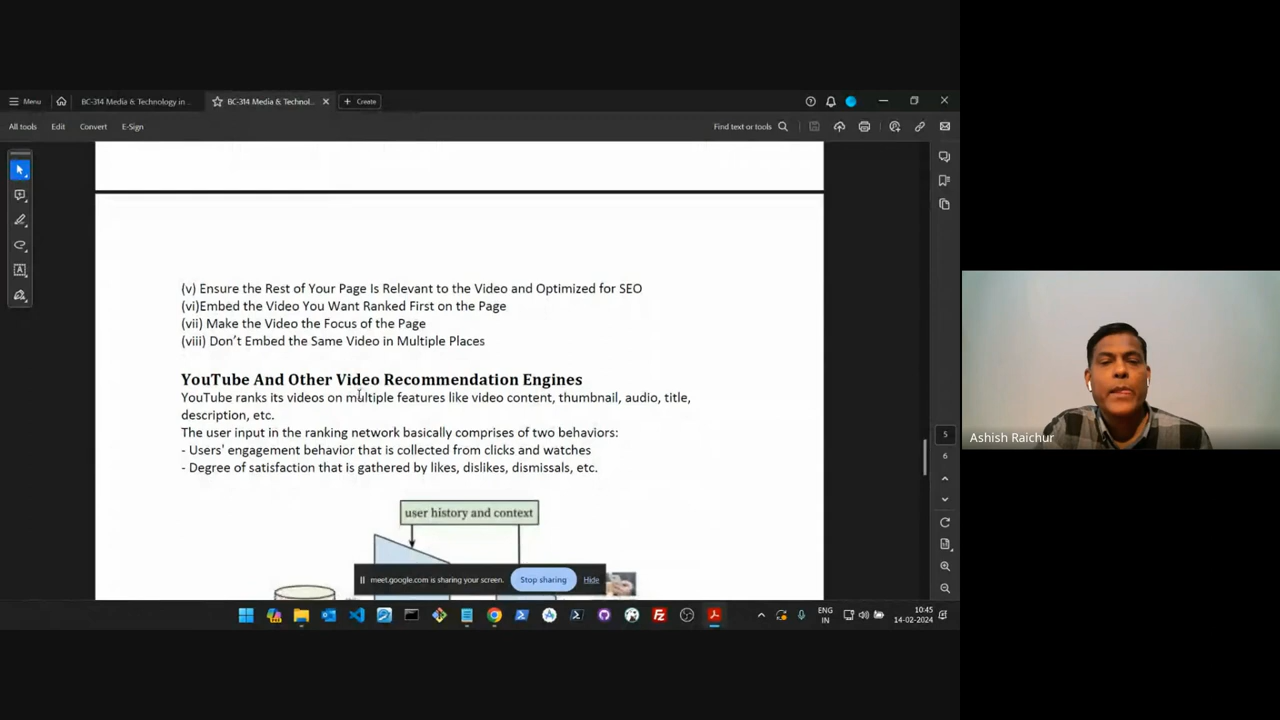 Menu
BC-314 Media & Technology in ...
BC-314 Media & Technol...
Create
All tools
Edit
Convert
E-Sign
Find text or tools
(v) Ensure the Rest of Your Page Is Relevant to the Video and Optimized for SEO
(vi)Embed the Video You Want Ranked First on the Page
(vii) Make the Video the Focus of the Page
(viii) Don't Embed the Same Video in Multiple Places
YouTube And Other Video Recommendation Engines
YouTube ranks its videos on multiple features like video content, thumbnail, audio, title,
description, etc.
The user input in the ranking network basically comprises of two behaviors:
- Users' engagement behavior that is collected from clicks and watches
- Degree of satisfaction that is gathered by likes, dislikes, dismissals, etc.
user history and context
meet.google.com is sharing your screen.
Stop sharing
Hide
5
6
ENG
IN
10:45
14-02-2024
Ashish Raichur